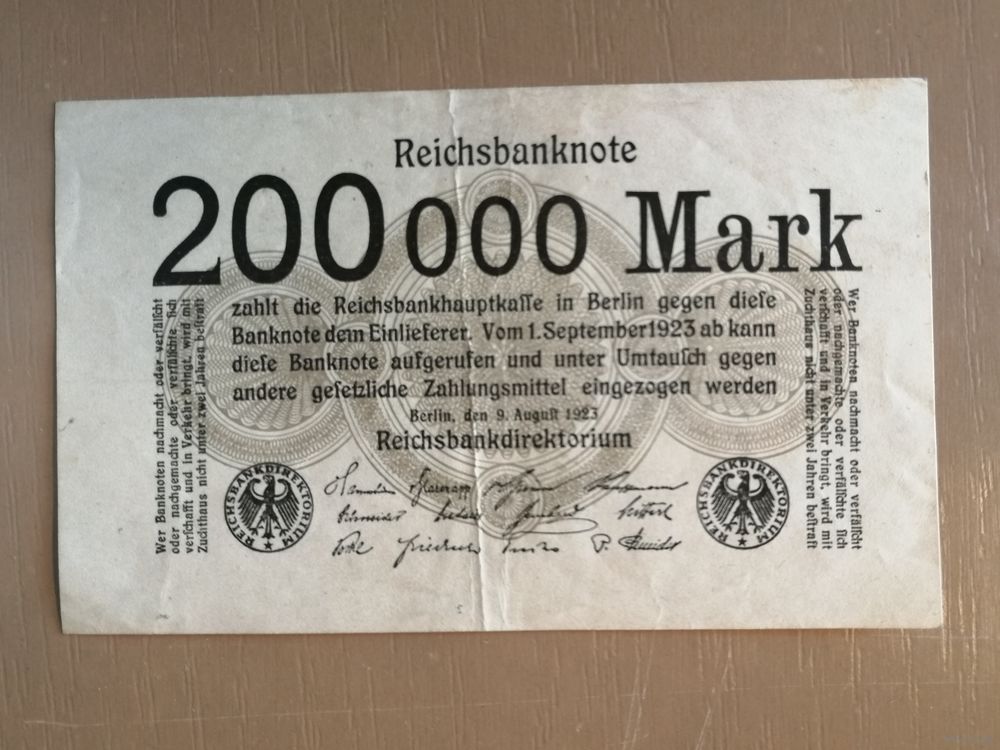 Reichsbanknote
200000 Mark
zahlt die Reichsbankhauptkaſſe in Berlin gegen dieſe
Banknote dem Einlieferer. Vom 1. September 1923 ab kann
dieſe Banknote aufgerufen und unter Umtauſch gegen
andere geſetzliche Zahlungsmittel eingezogen werden
Berlin, den 9. Auguſt 1923
Reichsbankdirektorium
Wer Banknoten nachmacht oder verfälſcht
oder nachgemachte oder verfälſchte ſich
verſchafft und in Verkehr bringt, wird mit
Zuchthaus nicht unter zwei Jahren beſtraft
Wer Banknoten nachmacht oder verfälſcht
oder nachgemachte oder verfälſchte ſich
verſchafft und in Verkehr bringt, wird mit
Zuchthaus nicht unter zwei Jahren beſtraft
REICHSBANKDIREKTORIUM
REICHSBANKDIREKTORIUM